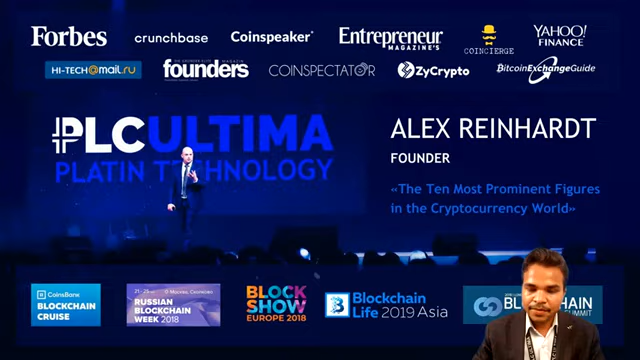 Forbes
crunchbase
Coinspeaker
Entrepreneur
MAGAZINE'S
COINCIERGE
YAHOO!
FINANCE
HI-TECH@MAIL.RU
founders
MAGAZINE
COINSPECTATOR
ZyCrypto
BitcoinExchangeGuide
PLCULTIMA
PLATIN TECHNOLOGY
ALEX REINHARDT
FOUNDER
«The Ten Most Prominent Figures
in the Cryptocurrency World»
CoinsBank
BLOCKCHAIN
CRUISE
RUSSIAN
BLOCKCHAIN
WEEK 2018
BLOCK
SHOW
EUROPE 2018
Blockchain
Life 2019 Asia
BLOCKCHAIN
SUMMIT